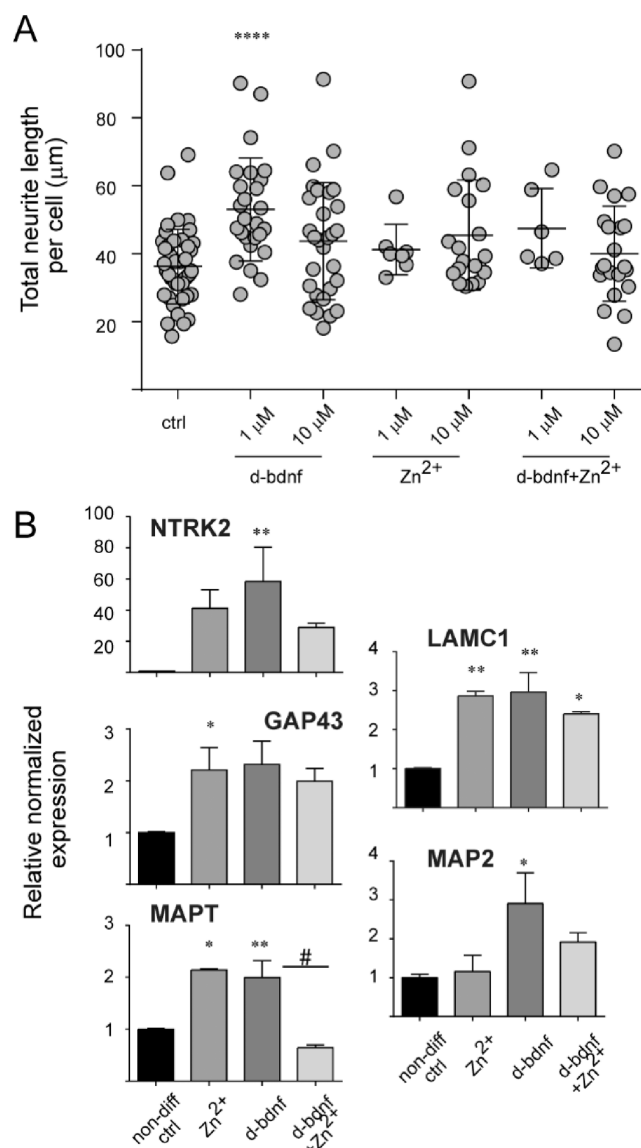 A
****
100
80
60
40
20
Total neurite length
per cell (μm)
ctrl
1 μM
10 μM
1 μM
10 μM
1 μM
10 μM
d-bdnf
Zn2+
d-bdnf+Zn2+
B
Relative normalized
expression
NTRK2
**
100
80
60
40
20
GAP43
*
2
1
MAPT
*
**
#
3
2
1
non-diff
ctrl
Zn2+
d-bdnf
d-bdnf
+Zn2+
LAMC1
**
**
*
4
3
2
1
MAP2
*
4
3
2
1
non-diff
ctrl
Zn2+
d-bdnf
d-bdnf
+Zn2+